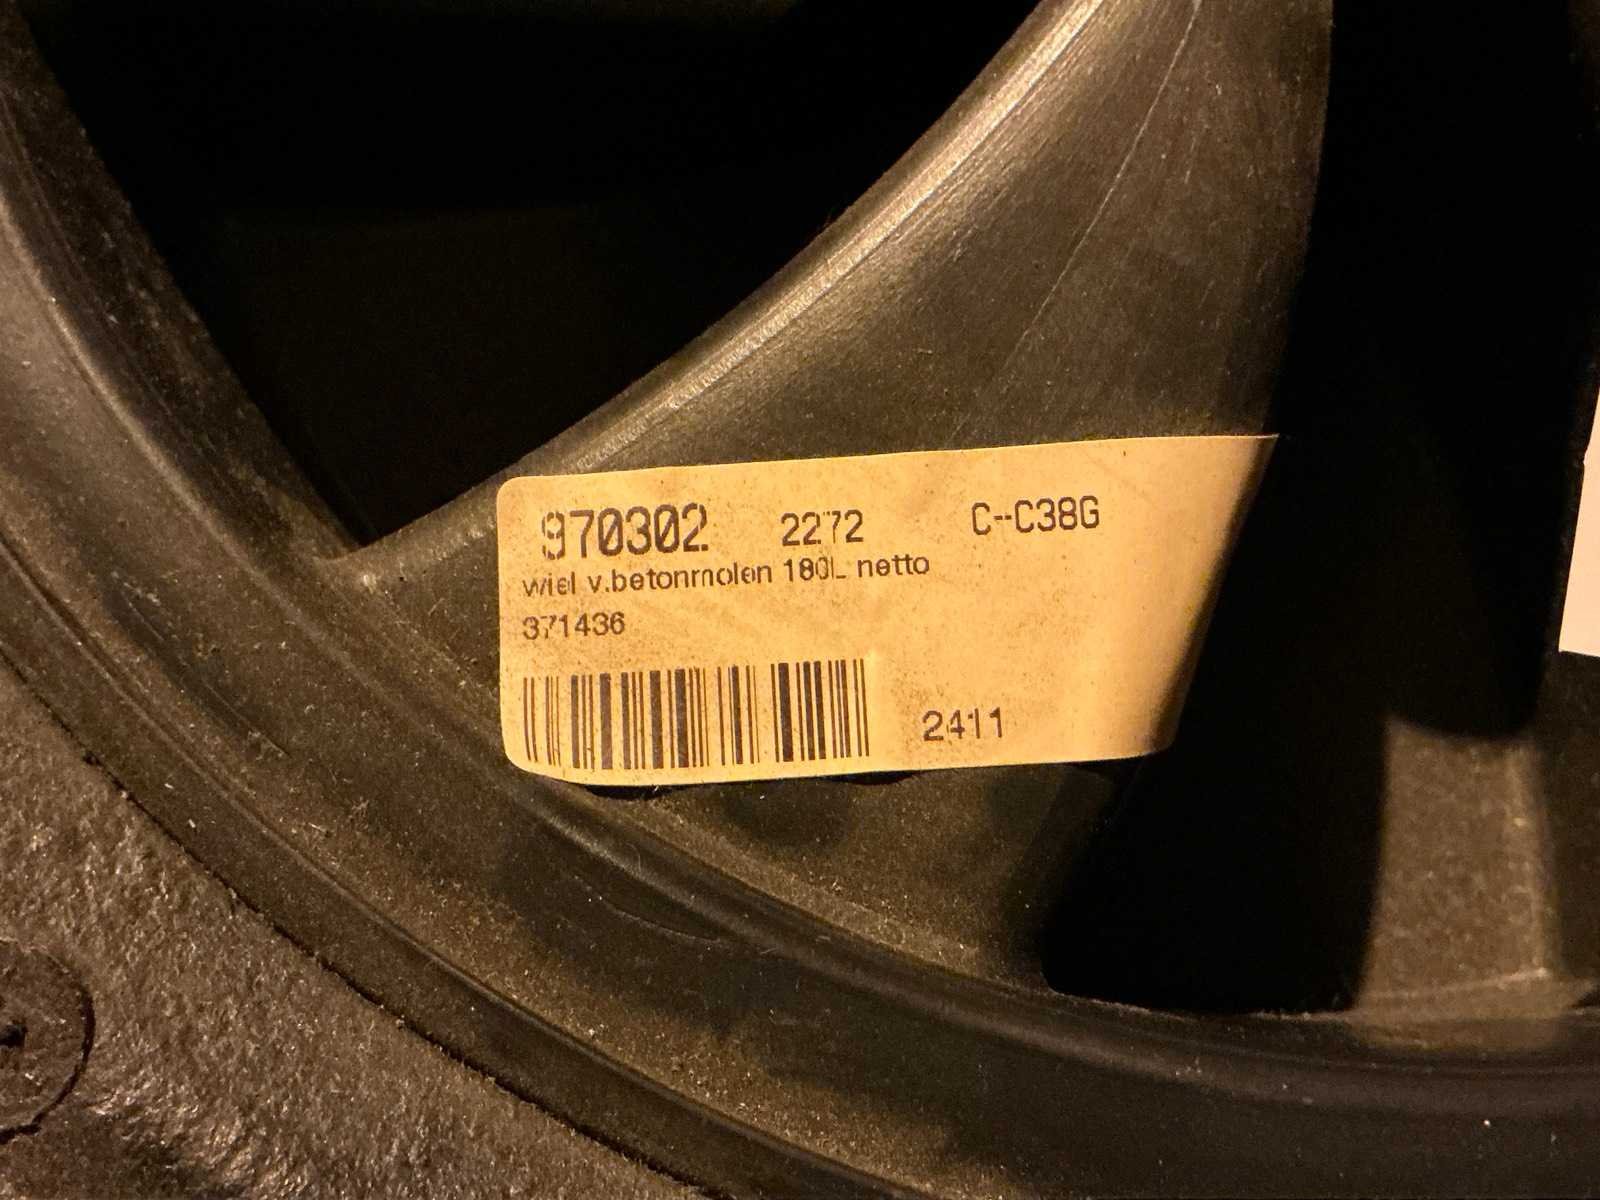 970302 2272 C--C38G
wiel v.betonmolen 180L netto
371436
2411